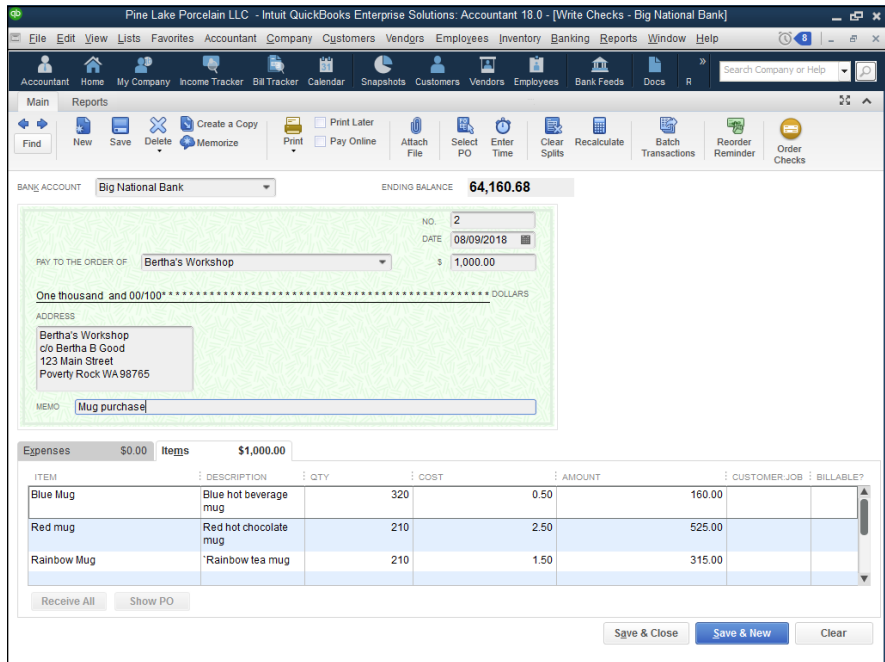 qb Pine Lake Porcelain LLC - Intuit QuickBooks Enterprise Solutions: Accountant 18.0 - [Write Checks - Big National Bank]
File Edit View Lists Favorites Accountant Company Customers Vendors Employees Inventory Banking Reports Window Help 8
Accountant Home My Company Income Tracker Bill Tracker Calendar Snapshots Customers Vendors Employees Bank Feeds Docs R » Search Company or Help
31
Main Reports
Find New Save Delete Create a Copy Memorize Print Print Later Pay Online Attach File Select PO Enter Time Clear Splits Recalculate Batch Transactions Reorder Reminder Order Checks
BANK ACCOUNT Big National Bank ENDING BALANCE 64,160.68
NO. 2
DATE 08/09/2018
PAY TO THE ORDER OF Bertha's Workshop $ 1,000.00
One thousand and 00/100* * * * * * * * * * * * * * * * * * * * * * * * * * * * * * * * * * * * * * * * * * * * * * * * * * DOLLARS
ADDRESS
Bertha's Workshop
c/o Bertha B Good
123 Main Street
Poverty Rock WA 98765
MEMO Mug purchase
Expenses $0.00 Items $1,000.00
ITEM DESCRIPTION QTY COST AMOUNT CUSTOMER:JOB BILLABLE?
Blue Mug Blue hot beverage 320 0.50 160.00
mug
Red mug Red hot chocolate 210 2.50 525.00
mug
Rainbow Mug `Rainbow tea mug 210 1.50 315.00
Receive All Show PO
Save & Close Save & New Clear